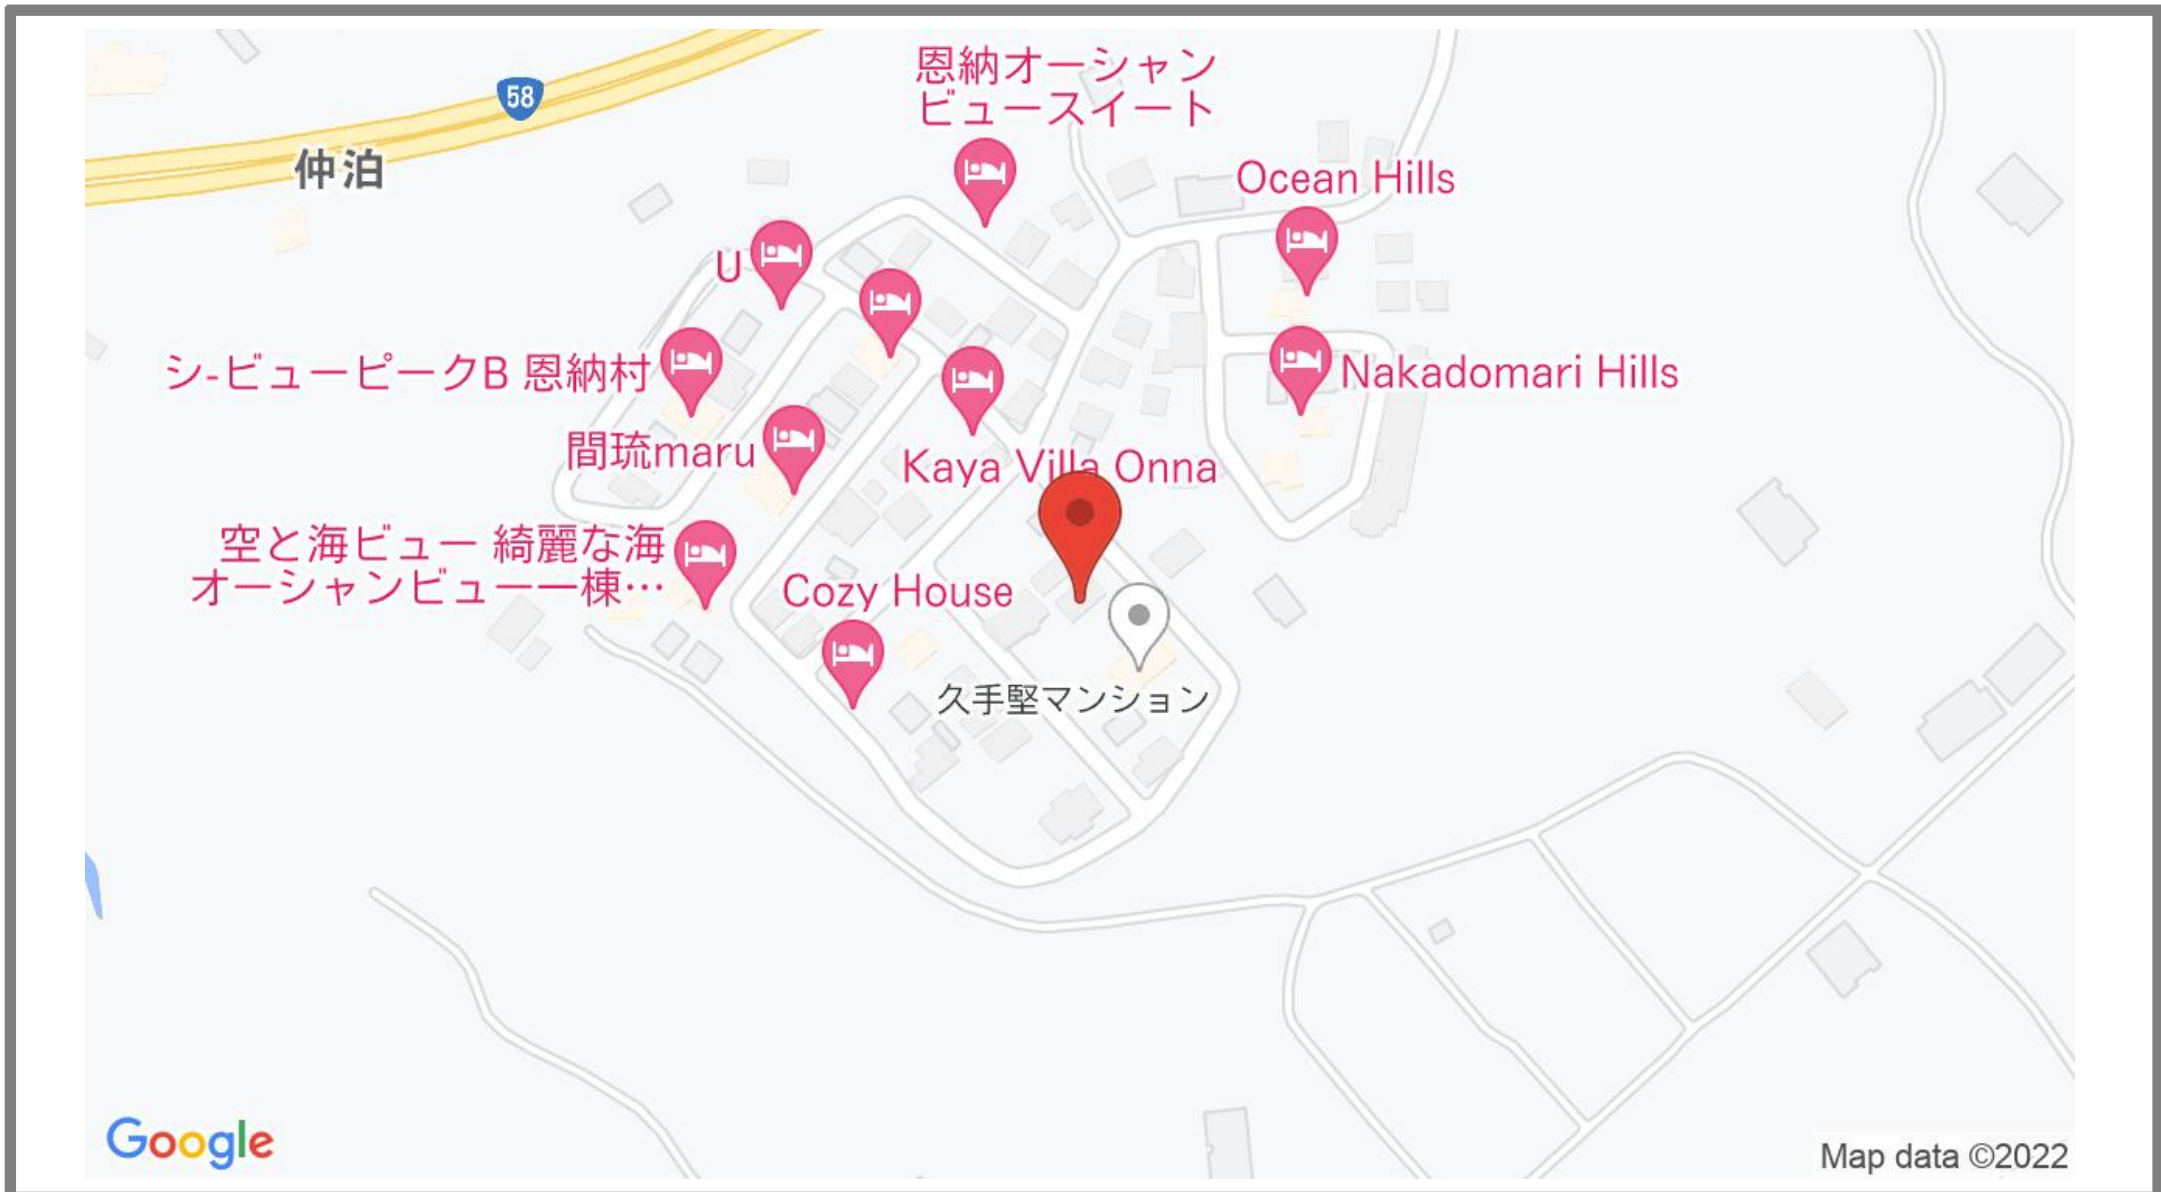 恩納オーシャン
ビュースイート
58
仲泊
Ocean Hills
U
シ-ビューピークB 恩納村
Nakadomari Hills
間琉maru
Kaya Villa Onna
空と海ビュー 綺麗な海
オーシャンビュー一棟…
Cozy House
久手堅マンション
Google
Map data ©2022